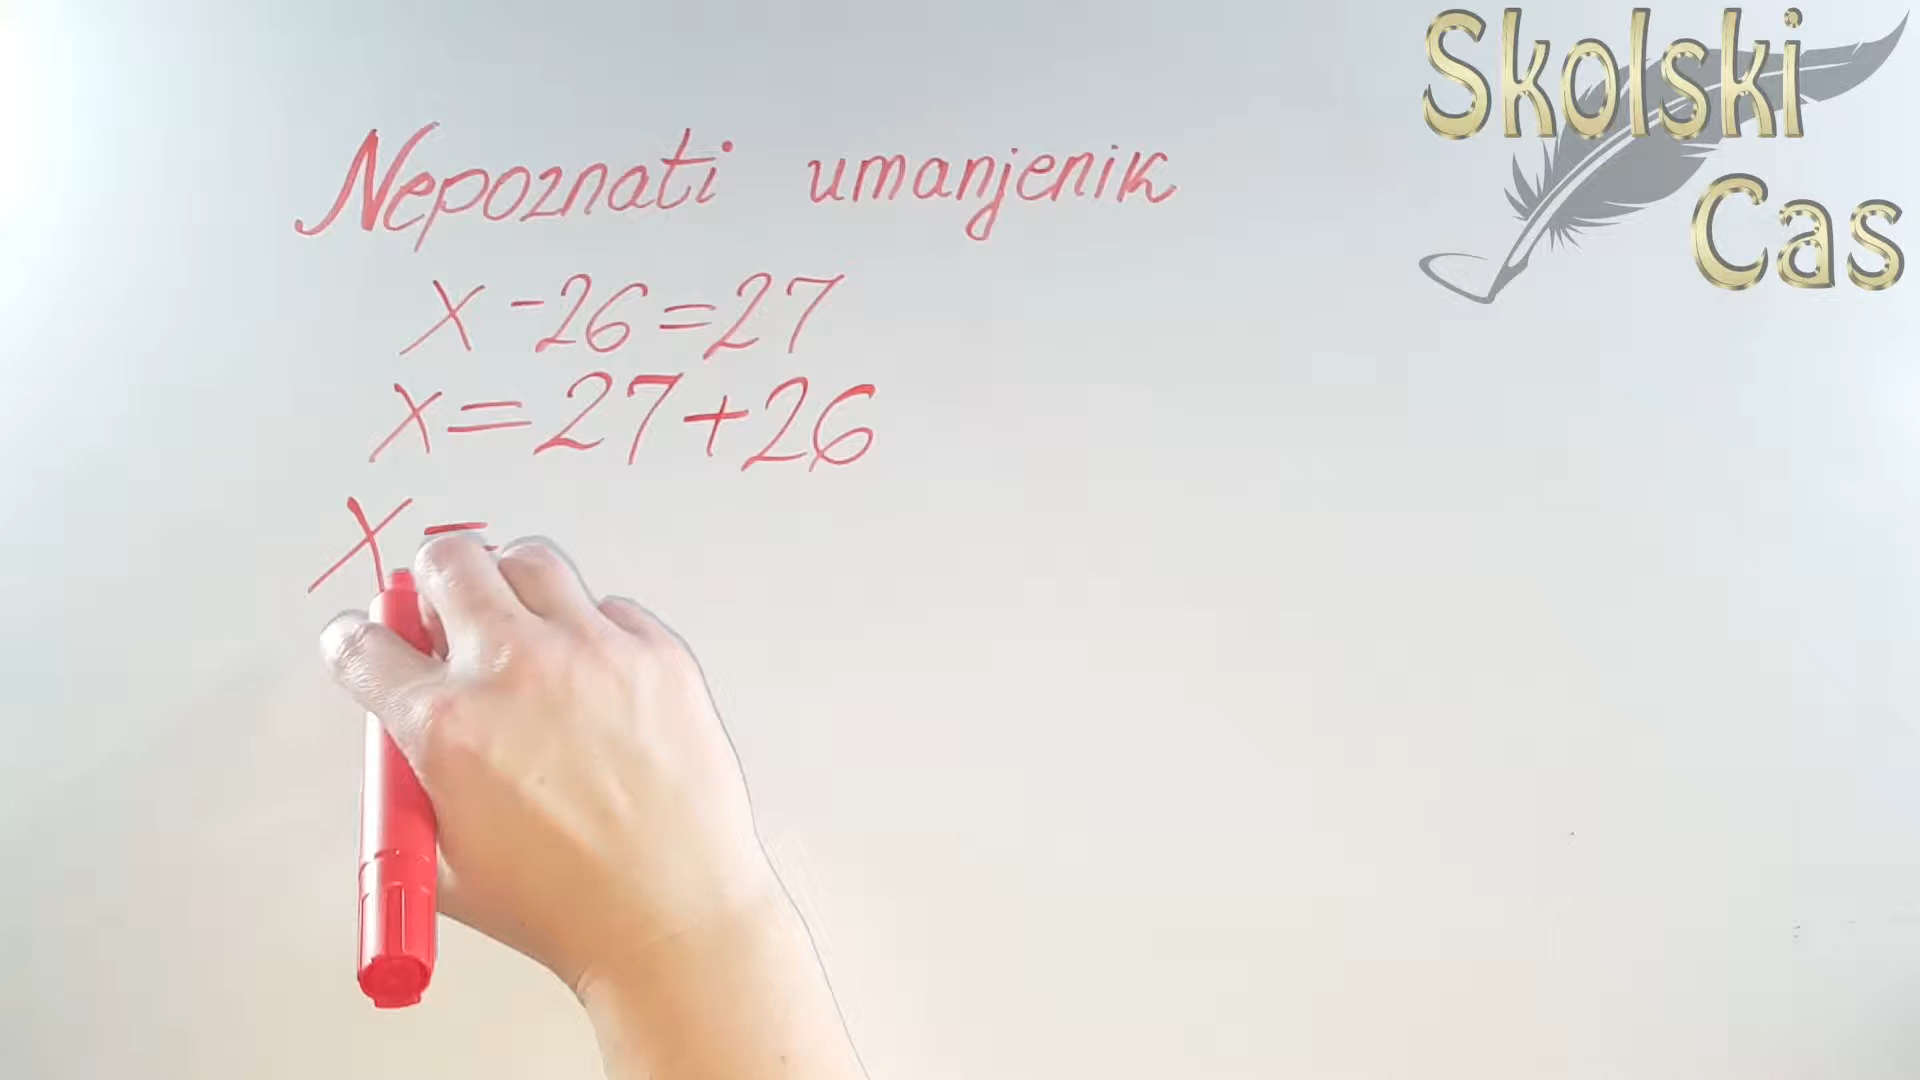 Skolski
Cas
Nepoznati umanjenik
x - 26 = 27
x = 27 + 26
x =